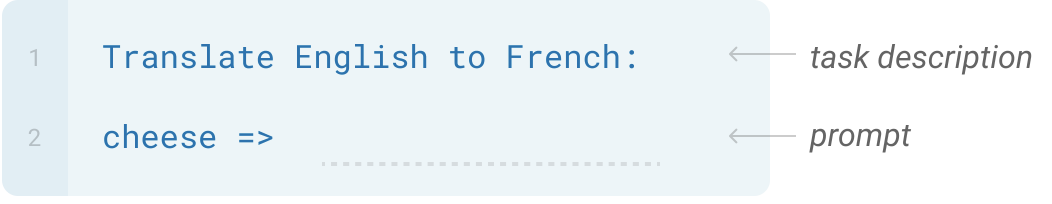 1 Translate English to French: task description
2 cheese => prompt